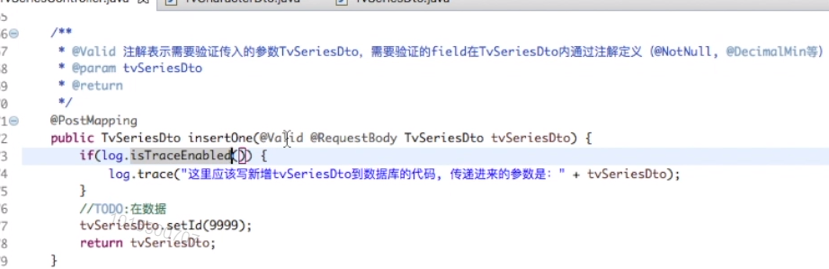 TvCharacterDto.java TvSeriesDto.java
/**
* @Valid 注解表示需要验证传入的参数TvSeriesDto，需要验证的field在TvSeriesDto内通过注解定义（@NotNull, @DecimalMin等）
* @param tvSeriesDto
* @return
*/
@PostMapping
public TvSeriesDto insertOne(@Valid @RequestBody TvSeriesDto tvSeriesDto) {
if(log.isTraceEnabled()) {
log.trace("这里应该写新增tvSeriesDto到数据库的代码, 传递进来的参数是：" + tvSeriesDto);
}
//TODO:在数据
tvSeriesDto.setId(9999);
return tvSeriesDto;
}